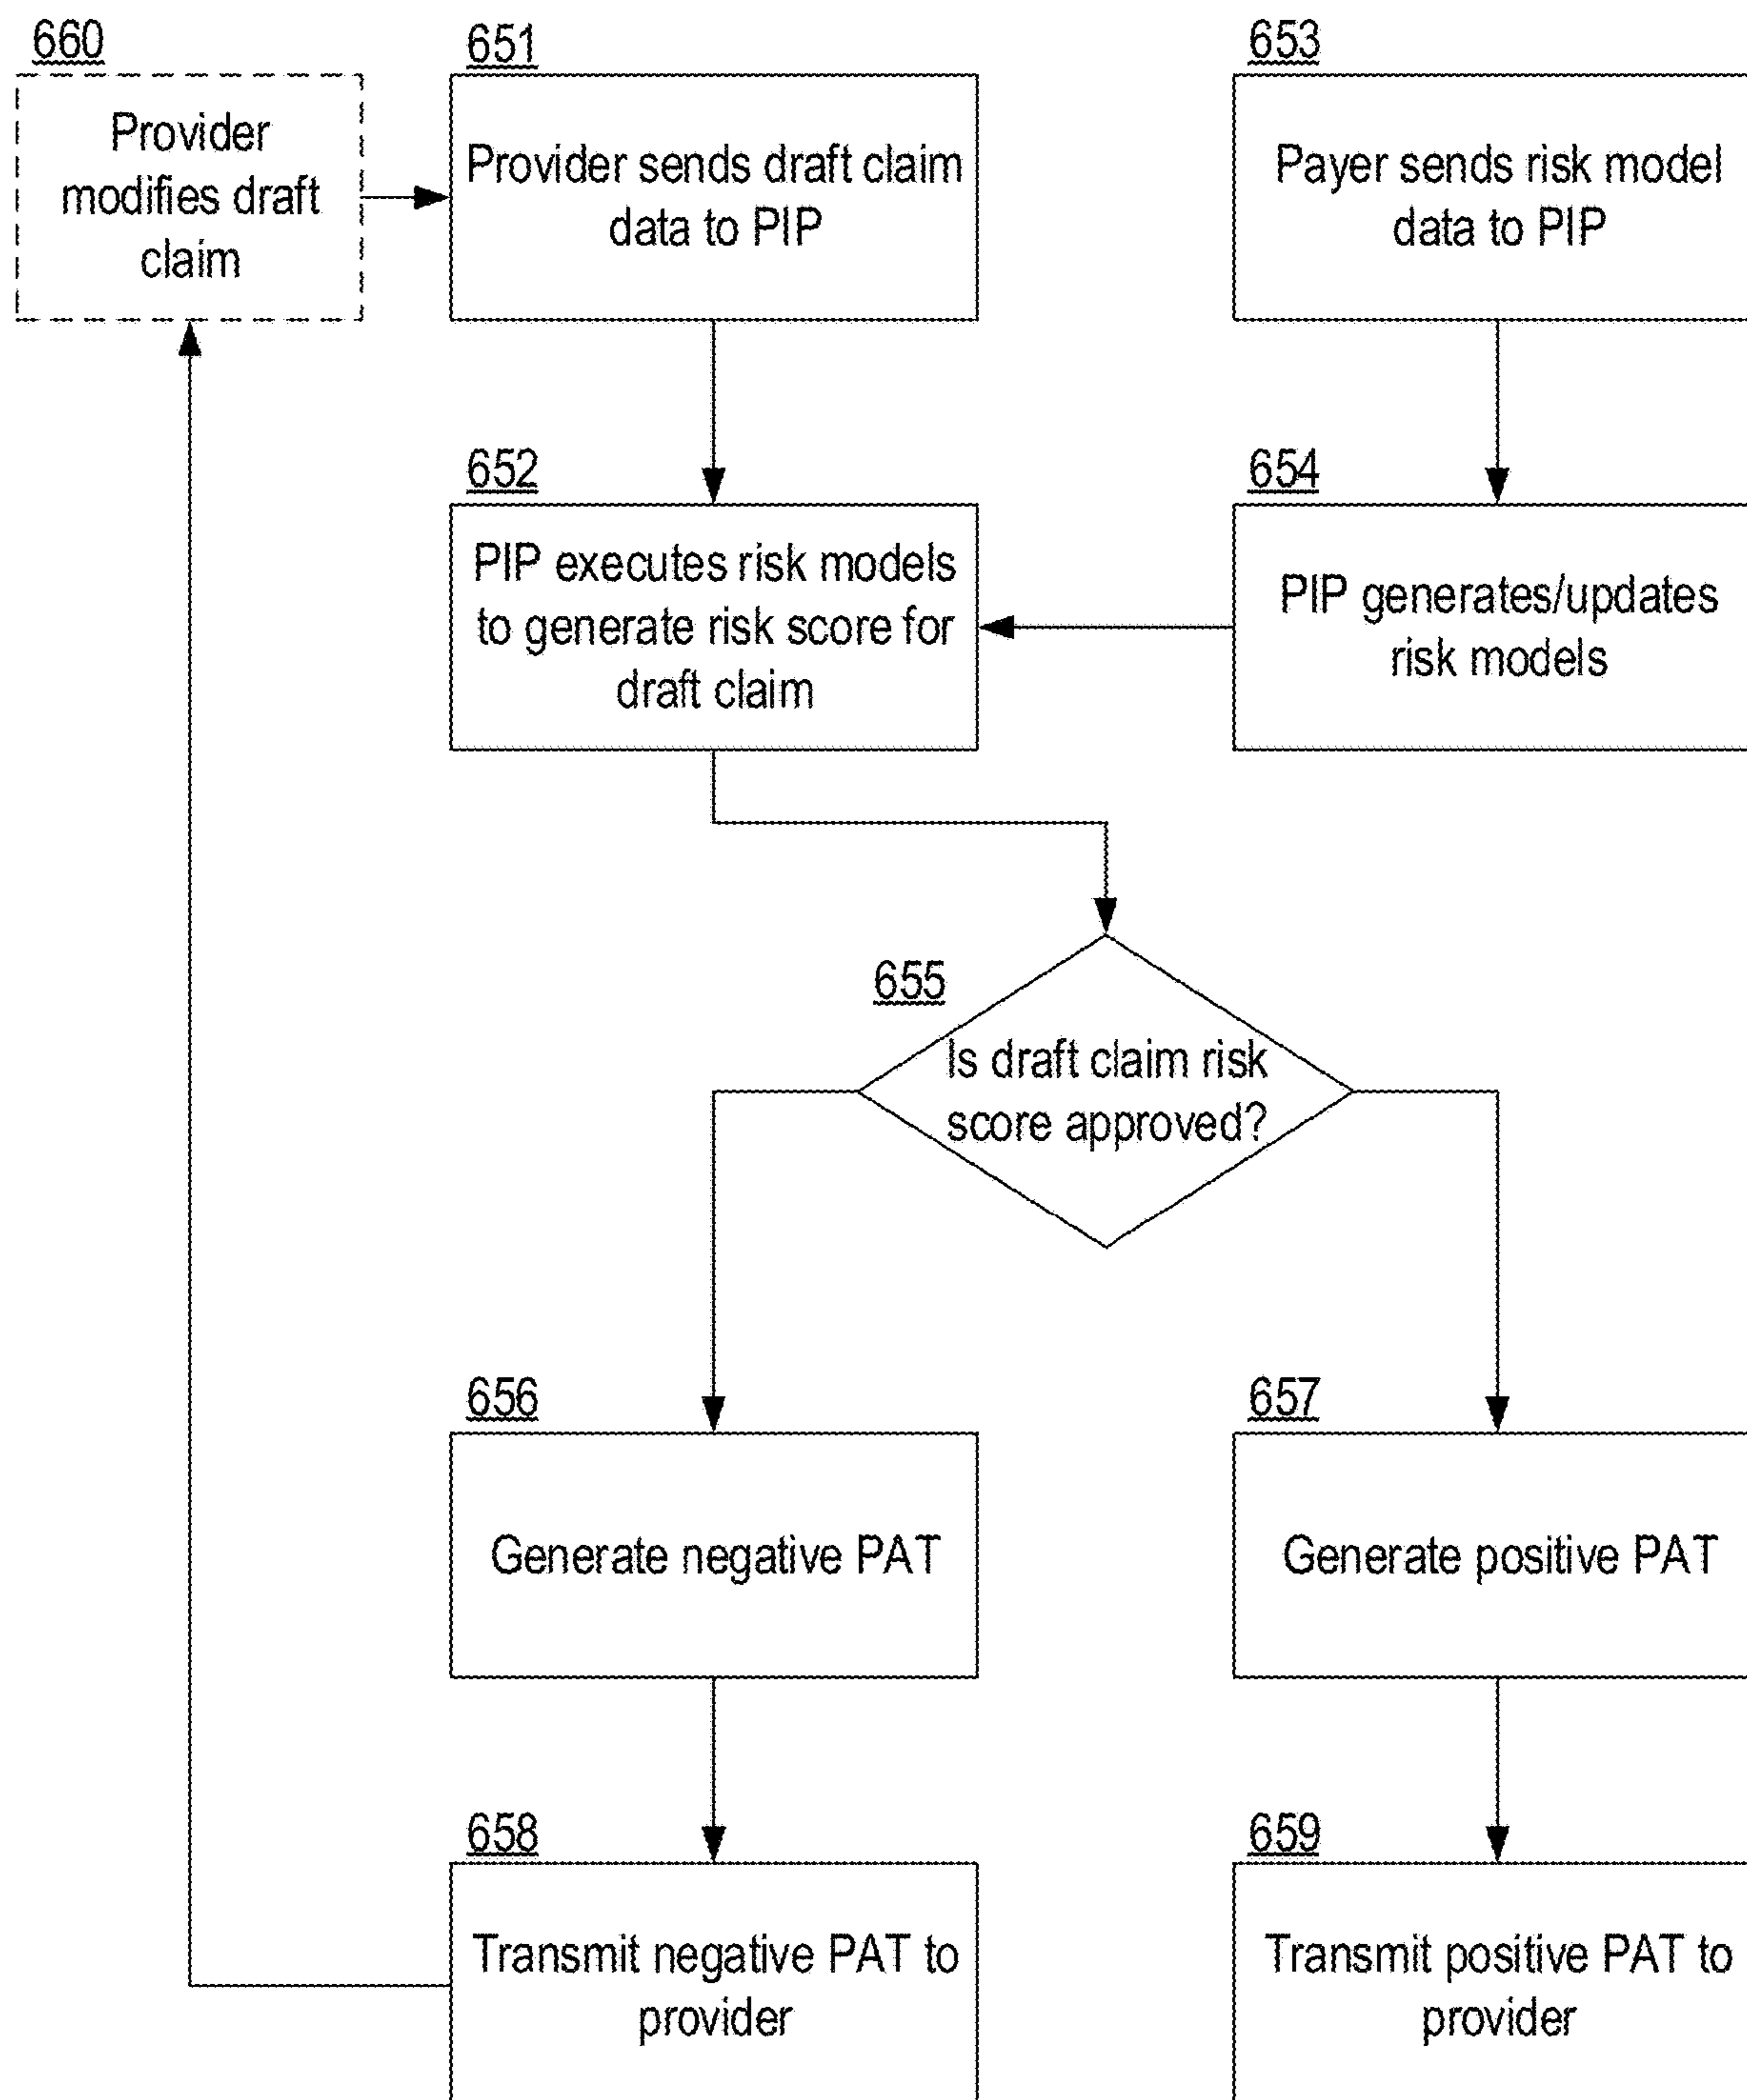 660
Provider
modifies draft
claim
651
Provider sends draft claim
data to PIP
653
Payer sends risk model
data to PIP
652
PIP executes risk models
to generate risk score for
draft claim
654
PIP generates/updates
risk models
655
Is draft claim risk
score approved?
656
Generate negative PAT
657
Generate positive PAT
658
Transmit negative PAT to
provider
659
Transmit positive PAT to
provider